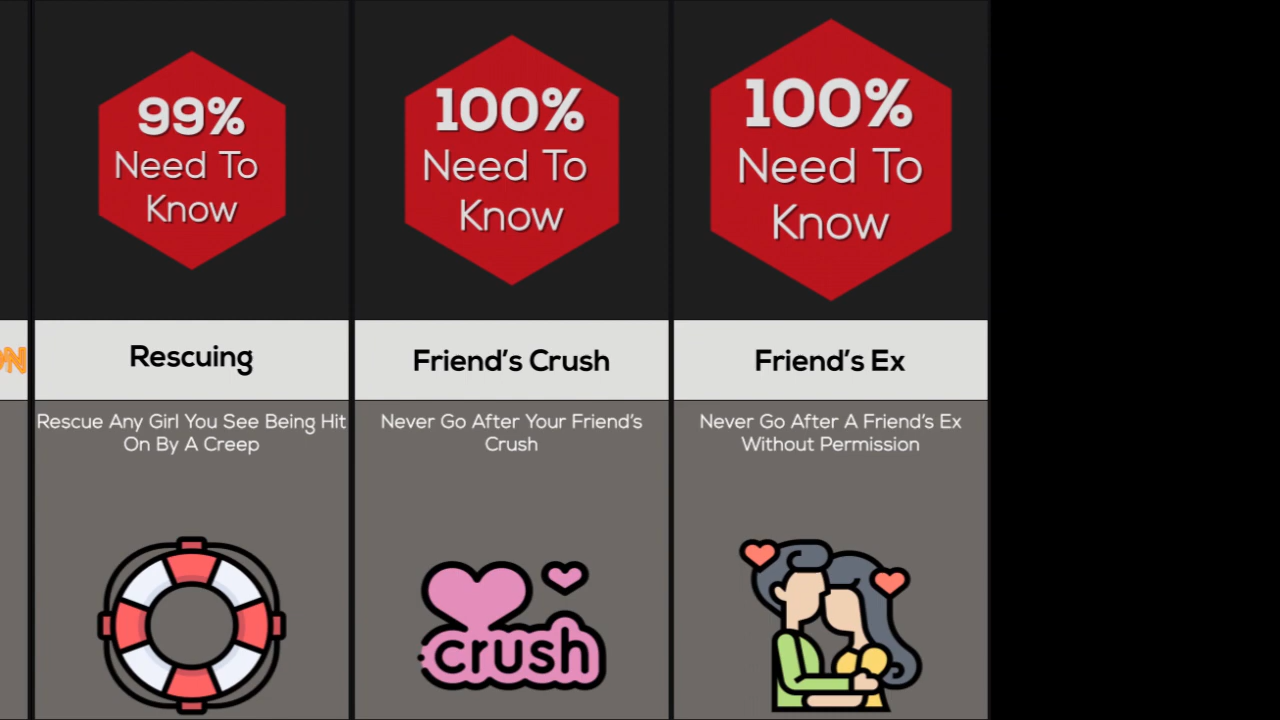 99%
Need To
Know
100%
Need To
Know
100%
Need To
Know
Rescuing
Friend's Crush
Friend's Ex
Rescue Any Girl You See Being Hit
On By A Creep
Never Go After Your Friend's
Crush
Never Go After A Friend's Ex
Without Permission
crush